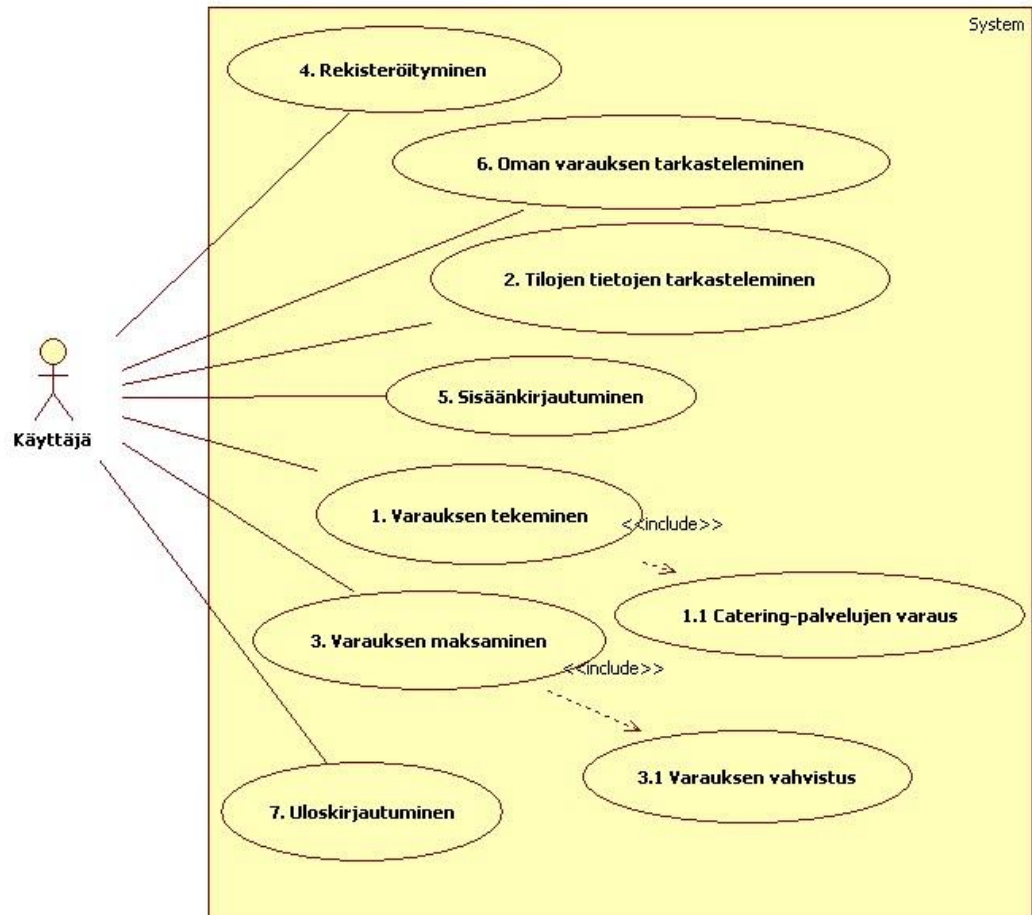 System
4. Rekisteröityminen
6. Oman varauksen tarkasteleminen
2. Tilojen tietojen tarkasteleminen
5. Sisäänkirjautuminen
Käyttäjä
1. Varauksen tekeminen
<<include>>
1.1 Catering-palvelujen varaus
3. Varauksen maksaminen
<<include>>
3.1 Varauksen vahvistus
7. Uloskirjautuminen